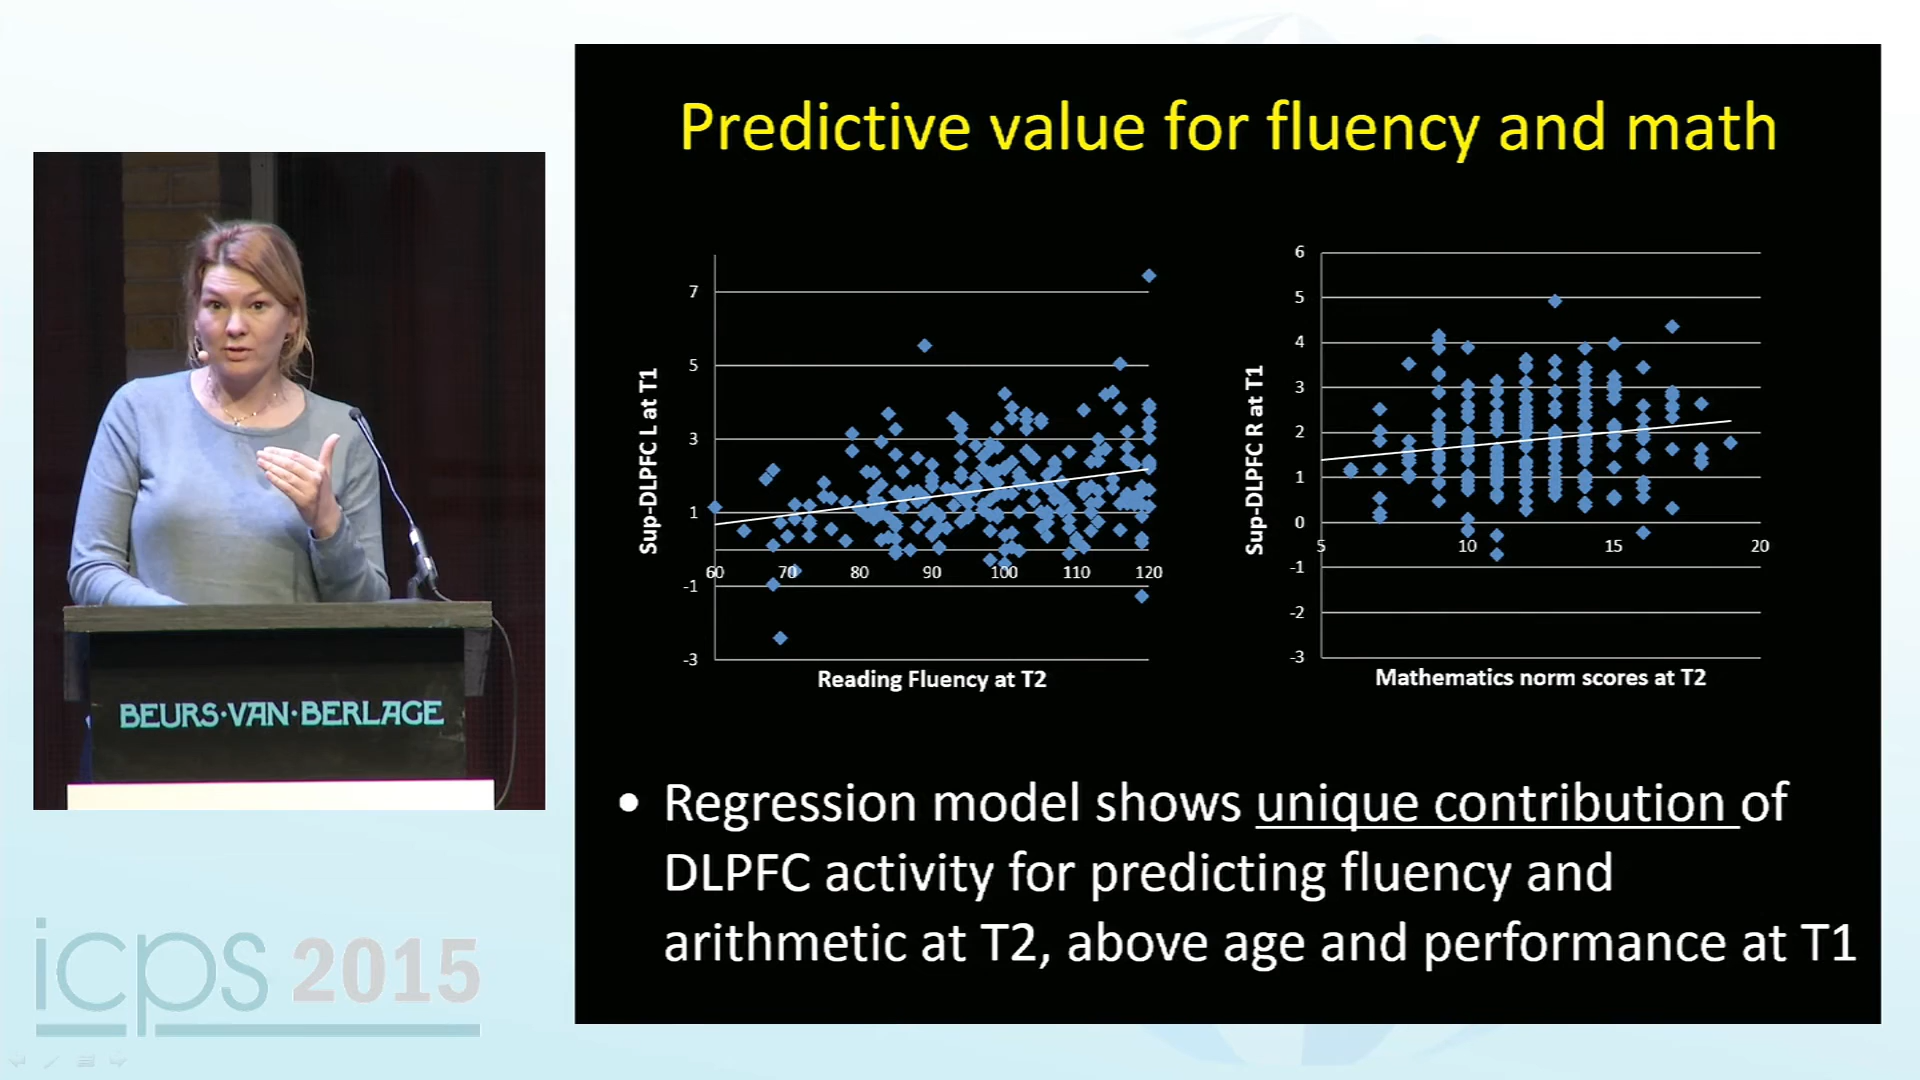 Predictive value for fluency and math
7
5
3
1
-1
-3
60 70 80 90 100 110 120
Sup-DLPFC L at T1
Reading Fluency at T2
6
5
4
3
2
1
0
-1
-2
-3
5 10 15 20
Sup-DLPFC R at T1
Mathematics norm scores at T2
• Regression model shows unique contribution of
DLPFC activity for predicting fluency and
arithmetic at T2, above age and performance at T1
BEURS·VAN·BERLAGE
icps 2015